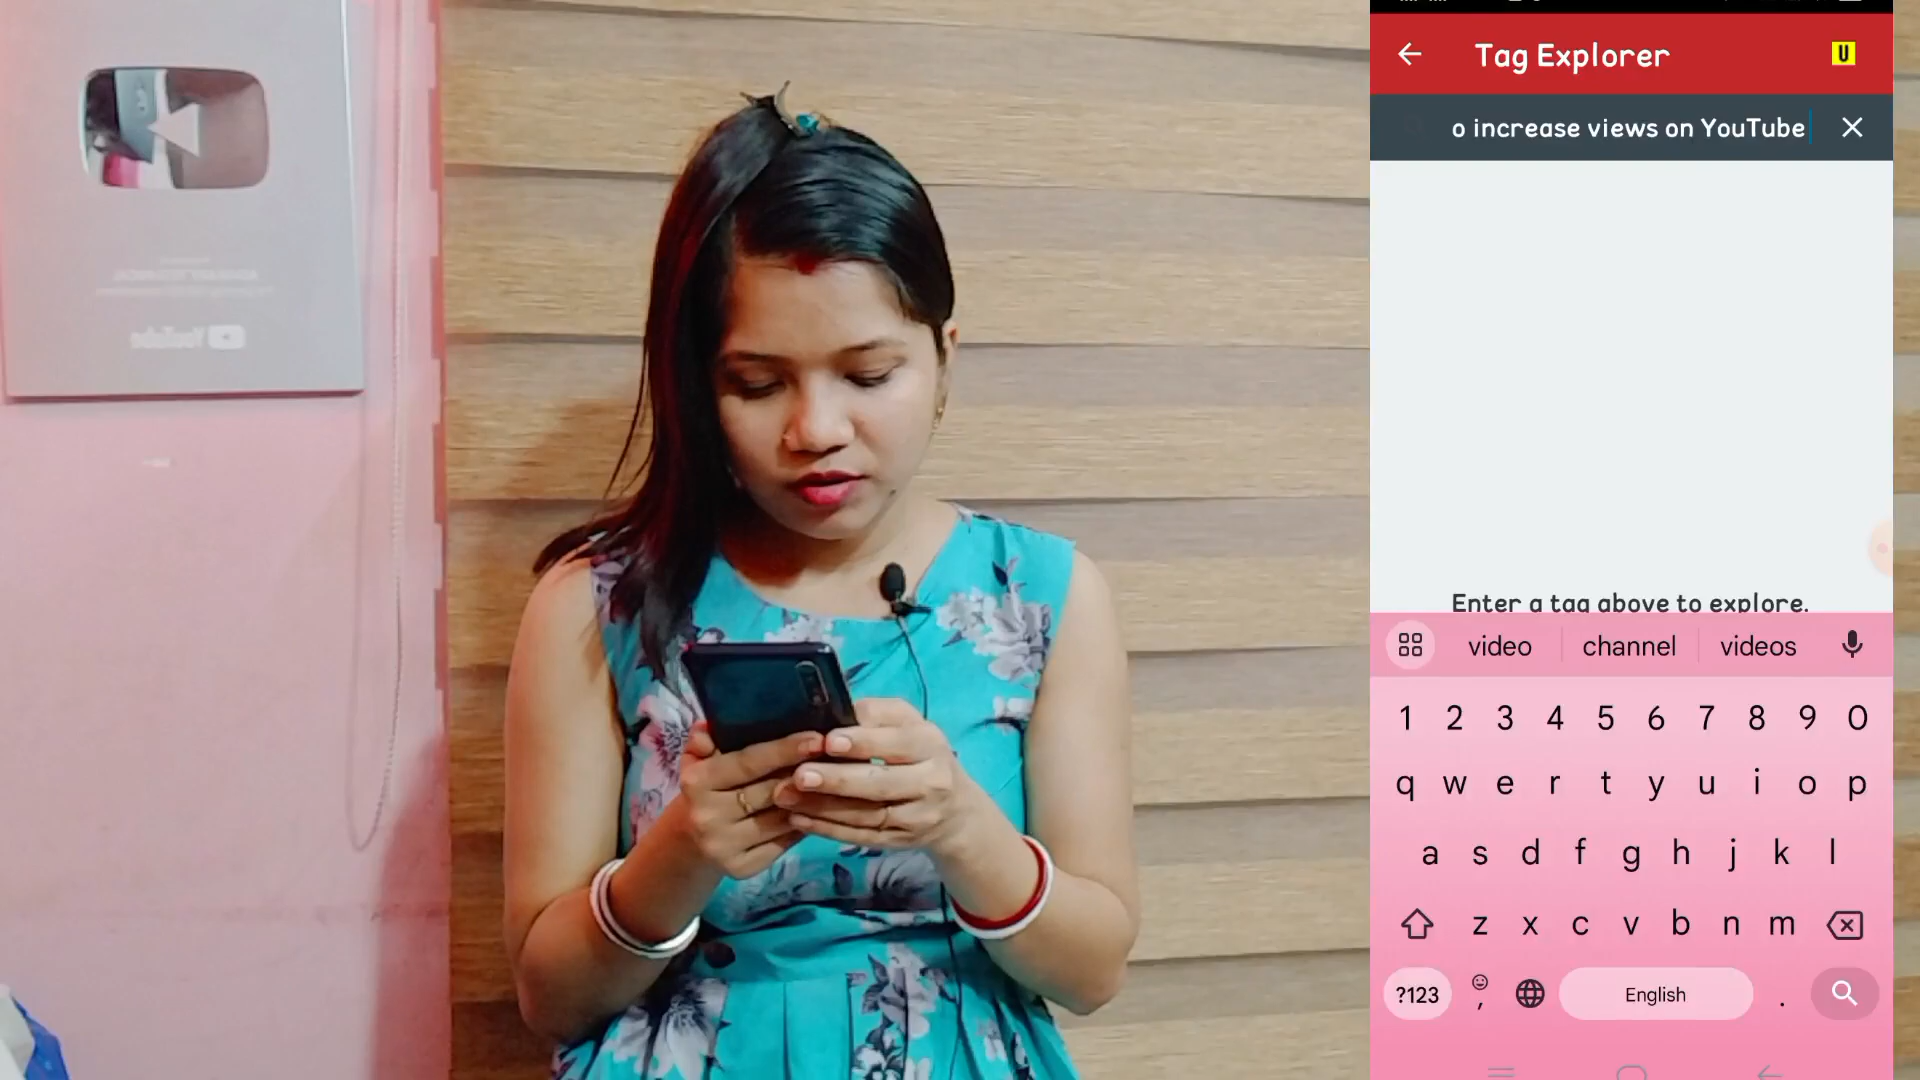 Tag Explorer
U
o increase views on YouTube
Enter a tag above to explore.
video channel videos
1 2 3 4 5 6 7 8 9 0
q w e r t y u i o p
a s d f g h j k l
z x c v b n m
?123 , English .
YouTube